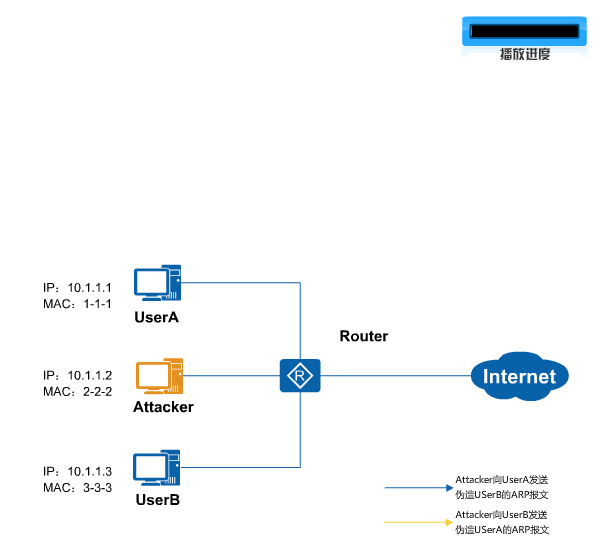 播放进度
IP：10.1.1.1
MAC：1-1-1
UserA
Router
IP：10.1.1.2
MAC：2-2-2
Attacker
R
Internet
IP：10.1.1.3
MAC：3-3-3
UserB
Attacker向UserA发送
伪造USerB的ARP报文
Attacker向UserB发送
伪造UserA的ARP报文